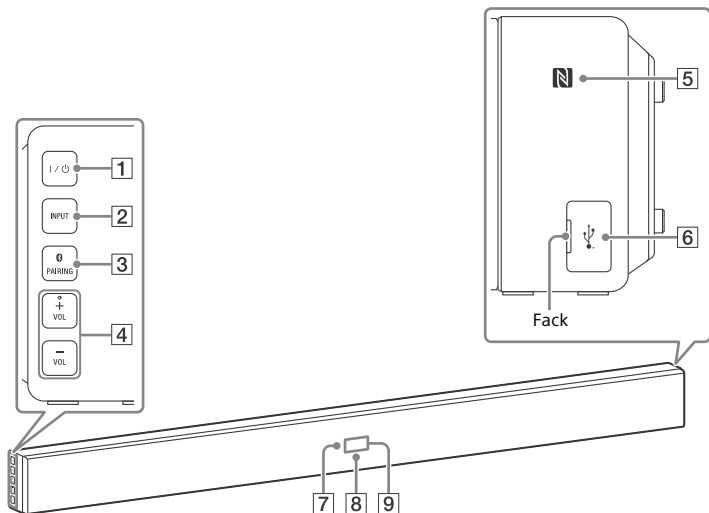 I / ⏻
1
INPUT
2
PAIRING
3
+
VOL
4
−
VOL
5
6
Fack
7 8 9